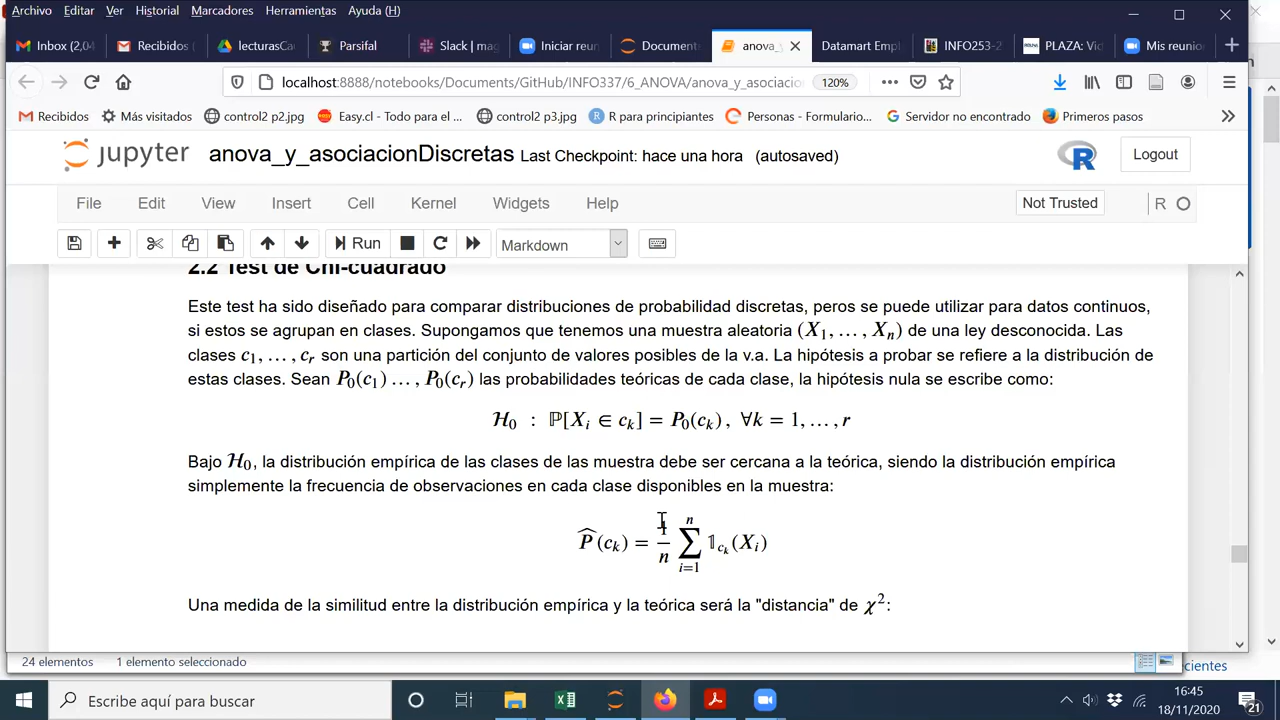 Archivo Editar Ver Historial Marcadores Herramientas Ayuda (H)
Inbox (2,04 Recibidos ( lecturasCa Parsifal Slack | mag Iniciar reun Document anova_y Datamart Empl INFO253-2 PLAZA: Vid Mis reunio
localhost:8888/notebooks/Documents/GitHub/INFO337/6_ANOVA/anova_y_asociacio 120%
Recibidos Más visitados control2 p2.jpg Easy.cl - Todo para el ... control2 p3.jpg R para principiantes Personas - Formulario... Servidor no encontrado Primeros pasos
jupyter anova_y_asociacionDiscretas Last Checkpoint: hace una hora (autosaved) Logout
File Edit View Insert Cell Kernel Widgets Help Not Trusted R
Run Markdown
2.2 Test de Chi-cuadrado
Este test ha sido diseñado para comparar distribuciones de probabilidad discretas, peros se puede utilizar para datos continuos,
si estos se agrupan en clases. Supongamos que tenemos una muestra aleatoria (X₁, … , Xₙ) de una ley desconocida. Las
clases c₁, … , cᵣ son una partición del conjunto de valores posibles de la v.a. La hipótesis a probar se refiere a la distribución de
estas clases. Sean P₀(c₁) … , P₀(cᵣ) las probabilidades teóricas de cada clase, la hipótesis nula se escribe como:
ℋ₀ : ℙ[Xᵢ ∈ cₖ] = P₀(cₖ) , ∀k = 1, … , r
Bajo ℋ₀, la distribución empírica de las clases de las muestra debe ser cercana a la teórica, siendo la distribución empírica
simplemente la frecuencia de observaciones en cada clase disponibles en la muestra:
P̂(cₖ) = 1/n ∑ᵢ₌₁ⁿ 𝟙_cₖ(Xᵢ)
Una medida de la similitud entre la distribución empírica y la teórica será la "distancia" de χ²:
24 elementos 1 elemento seleccionado cientes
Escribe aquí para buscar 16:45
18/11/2020 21